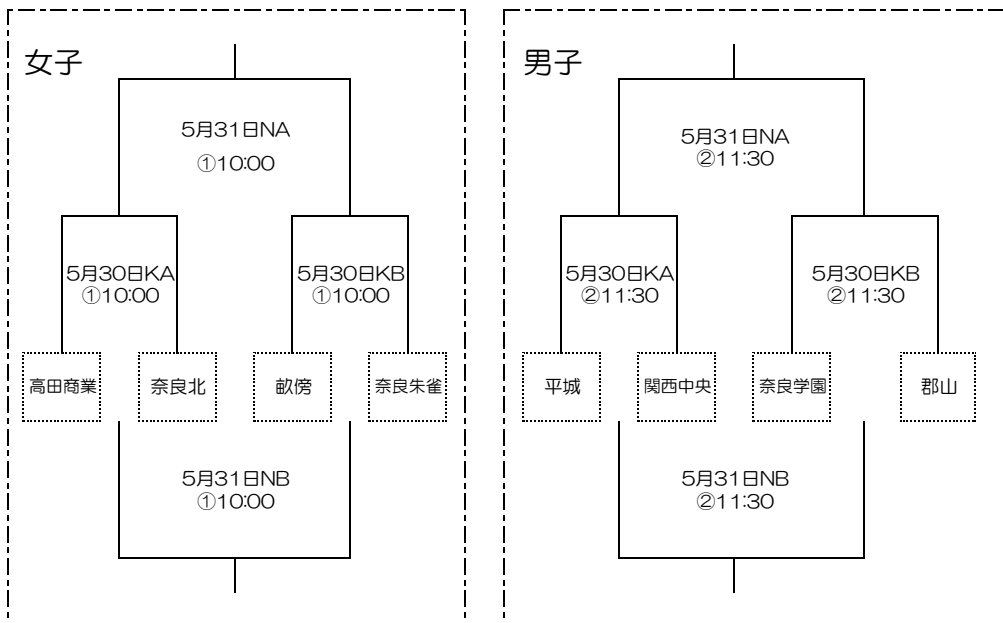 女子
5月31日NA
①10:00
5月30日KA
①10:00
5月30日KB
①10:00
高田商業
奈良北
畝傍
奈良朱雀
5月31日NB
①10:00
男子
5月31日NA
②11:30
5月30日KA
②11:30
5月30日KB
②11:30
平城
関西中央
奈良学園
郡山
5月31日NB
②11:30